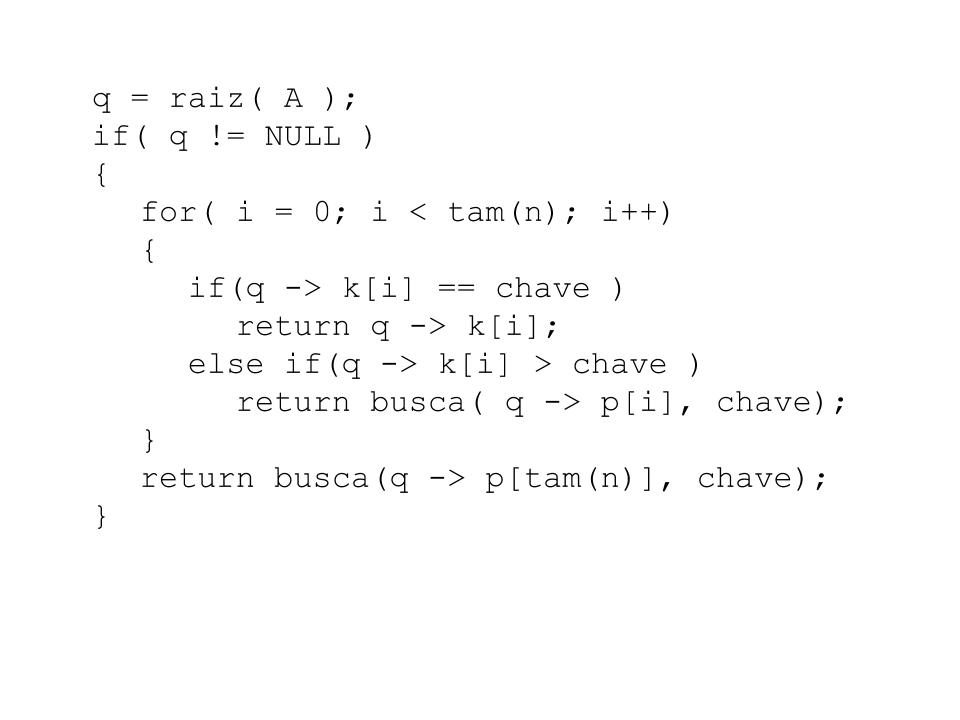 q = raiz( A );
if( q != NULL )
{
for( i = 0; i < tam(n); i++)
{
if(q -> k[i] == chave )
return q -> k[i];
else if(q -> k[i] > chave )
return busca( q -> p[i], chave);
}
return busca(q -> p[tam(n)], chave);
}